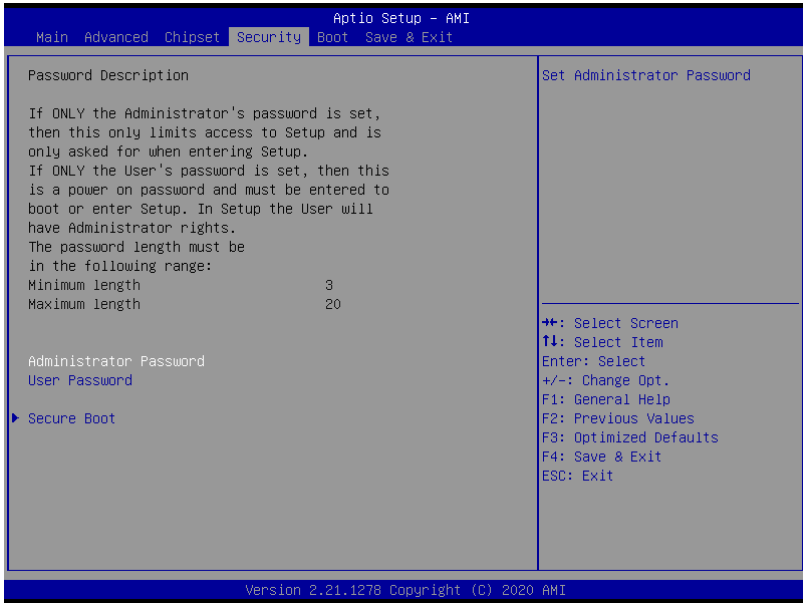 Aptio Setup – AMI
Main Advanced Chipset Security Boot Save & Exit
Password Description
If ONLY the Administrator's password is set,
then this only limits access to Setup and is
only asked for when entering Setup.
If ONLY the User's password is set, then this
is a power on password and must be entered to
boot or enter Setup. In Setup the User will
have Administrator rights.
The password length must be
in the following range:
Minimum length 3
Maximum length 20
Administrator Password
User Password
Secure Boot
Set Administrator Password
→←: Select Screen
↑↓: Select Item
Enter: Select
+/-: Change Opt.
F1: General Help
F2: Previous Values
F3: Optimized Defaults
F4: Save & Exit
ESC: Exit
Version 2.21.1278 Copyright (C) 2020 AMI